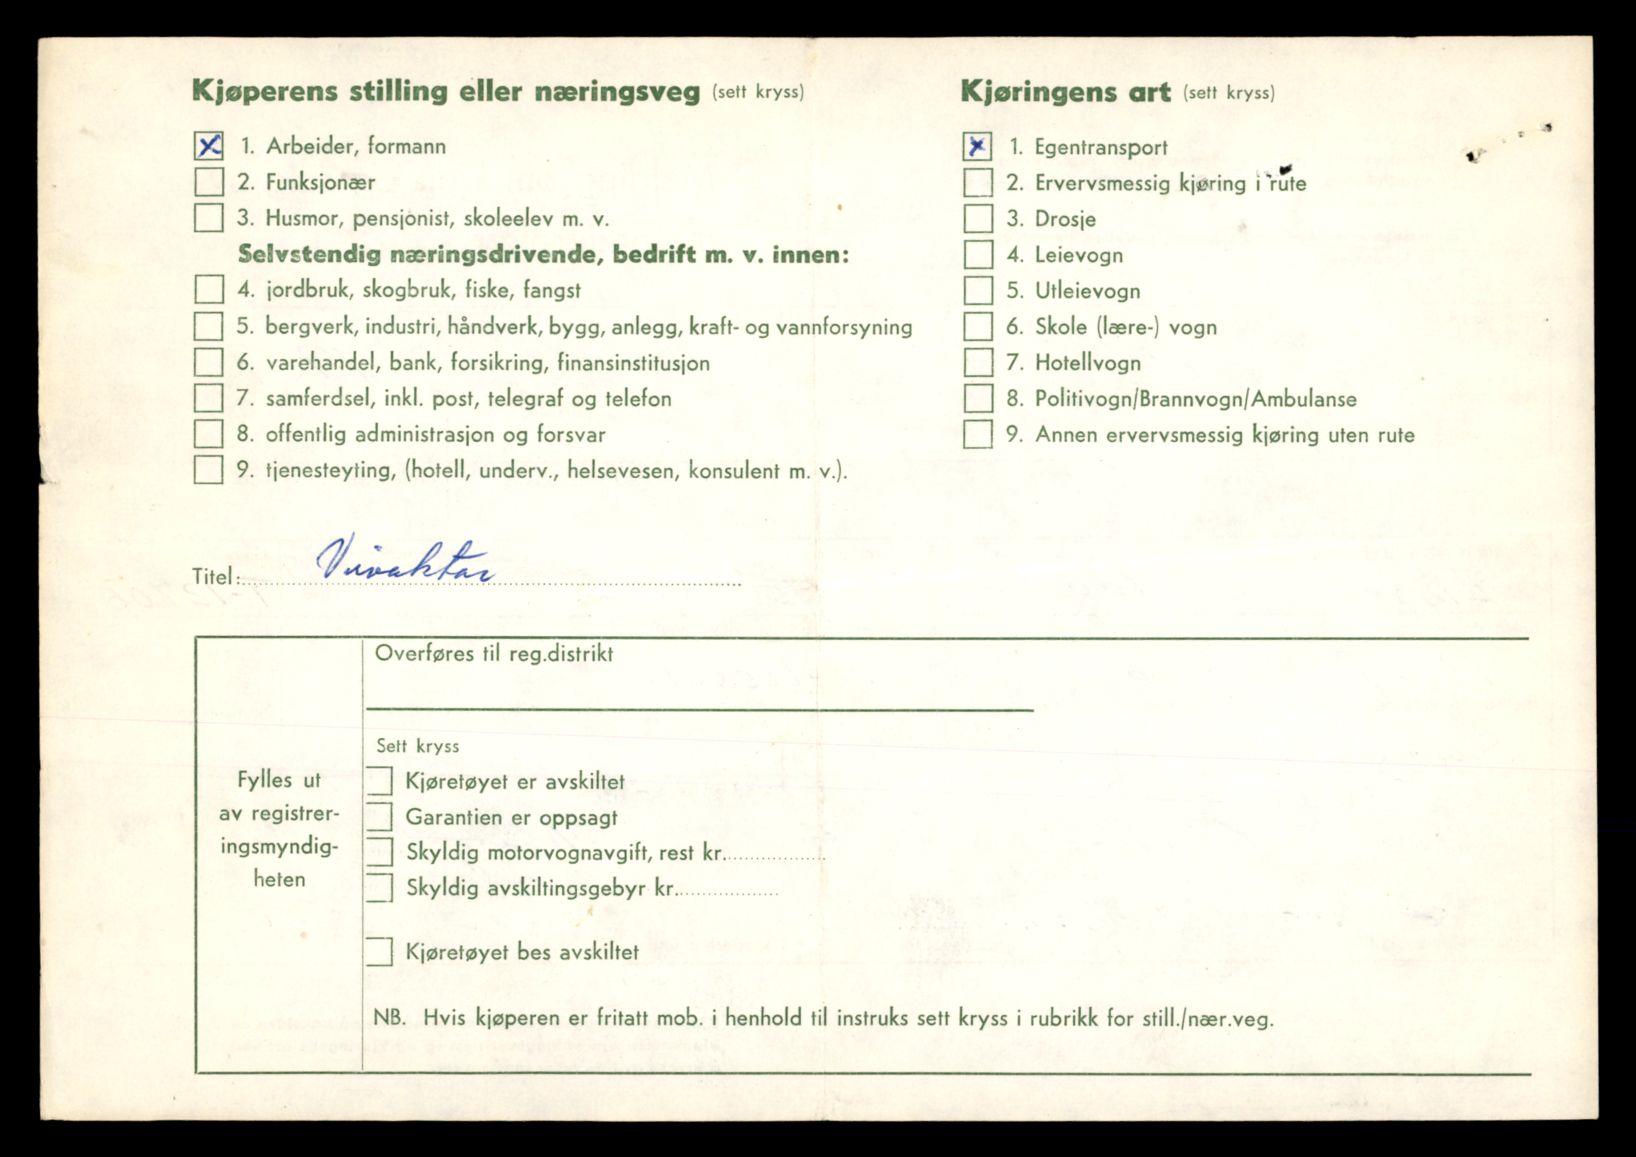 Kjøperens stilling eller næringsveg (sett kryss)
X 1. Arbeider, formann
2. Funksjonær
3. Husmor, pensjonist, skoleelev m. v.
Selvstendig næringsdrivende, bedrift m. v. innen:
4. jordbruk, skogbruk, fiske, fangst
5. bergverk, industri, håndverk, bygg, anlegg, kraft- og vannforsyning
6. varehandel, bank, forsikring, finansinstitusjon
7. samferdsel, inkl. post, telegraf og telefon
8. offentlig administrasjon og forsvar
9. tjenesteyting, (hotell, underv., helsevesen, konsulent m. v.).
Kjøringens art (sett kryss)
x 1. Egentransport
2. Ervervsmessig kjøring i rute
3. Drosje
4. Leievogn
5. Utleievogn
6. Skole (lære-) vogn
7. Hotellvogn
8. Politivogn/Brannvogn/Ambulanse
9. Annen ervervsmessig kjøring uten rute
Titel:
Fylles ut
av registrer-
ingsmyndig-
heten
Overføres til reg.distrikt
Sett kryss
Kjøretøyet er avskiltet
Garantien er oppsagt
Skyldig motorvognavgift, rest kr.
Skyldig avskiltingsgebyr kr.
Kjøretøyet bes avskiltet
NB. Hvis kjøperen er fritatt mob. i henhold til instruks sett kryss i rubrikk for still./nær.veg.